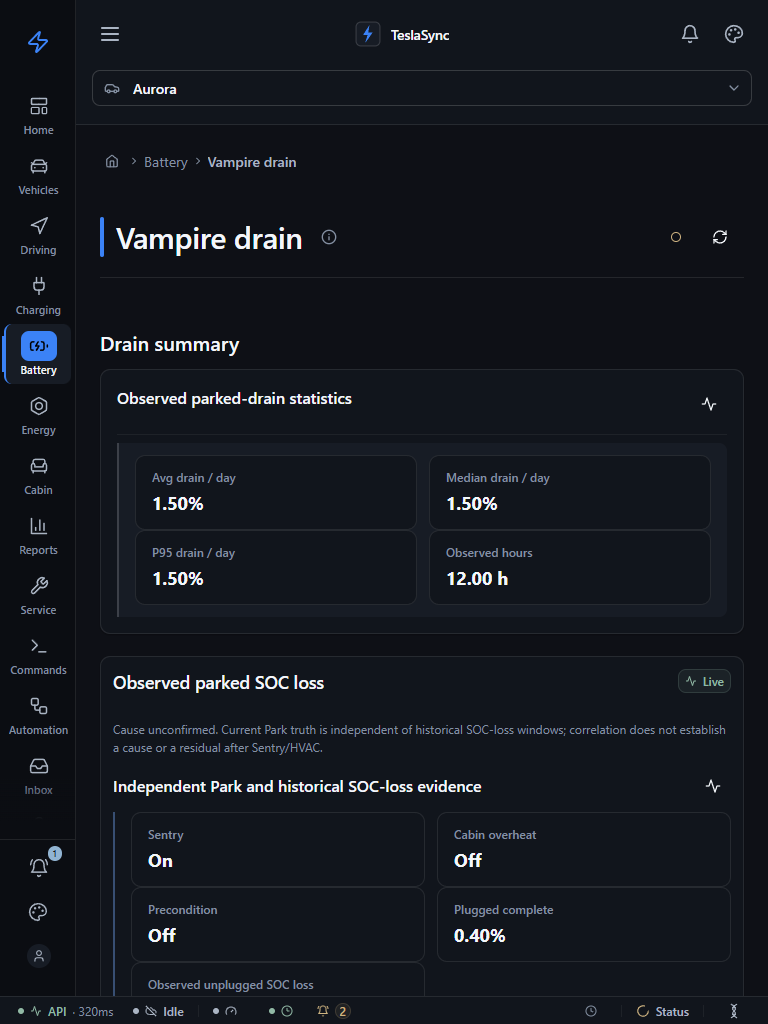 TeslaSync
Aurora
Home
Vehicles
Driving
Charging
Battery
Energy
Cabin
Reports
Service
Commands
Automation
Inbox
1
Battery
Vampire drain
Vampire drain
Drain summary
Observed parked-drain statistics
Avg drain / day
1.50%
Median drain / day
1.50%
P95 drain / day
1.50%
Observed hours
12.00 h
Observed parked SOC loss
Live
Cause unconfirmed. Current Park truth is independent of historical SOC-loss windows; correlation does not establish
a cause or a residual after Sentry/HVAC.
Independent Park and historical SOC-loss evidence
Sentry
On
Cabin overheat
Off
Precondition
Off
Plugged complete
0.40%
Observed unplugged SOC loss
API · 320ms
Idle
2
Status